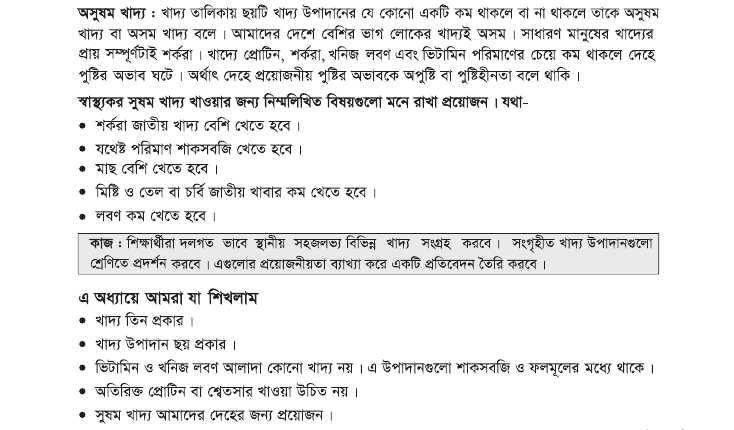 অসুষম খাদ্য : খাদ্য তালিকায় ছয়টি খাদ্য উপাদানের যে কোনো একটি কম থাকলে বা না থাকলে তাকে অসুষম
খাদ্য বা অসম খাদ্য বলে । আমাদের দেশে বেশির ভাগ লোকের খাদ্যই অসম । সাধারণ মানুষের খাদ্যের
প্রায় সম্পূর্ণটাই শর্করা । খাদ্যে প্রোটিন, শর্করা, খনিজ লবণ এবং ভিটামিন পরিমাণের চেয়ে কম থাকলে দেহে
পুষ্টির অভাব ঘটে । অর্থাৎ দেহে প্রয়োজনীয় পুষ্টির অভাবকে অপুষ্টি বা পুষ্টিহীনতা বলে থাকি ।
স্বাস্থ্যকর সুষম খাদ্য খাওয়ার জন্য নিম্মলিখিত বিষয়গুলো মনে রাখা প্রয়োজন । যথা-
• শর্করা জাতীয় খাদ্য বেশি খেতে হবে ।
• যথেষ্ট পরিমাণ শাকসবজি খেতে হবে ।
• মাছ বেশি খেতে হবে ।
• মিষ্টি ও তেল বা চর্বি জাতীয় খাবার কম খেতে হবে ।
• লবণ কম খেতে হবে ।
কাজ : শিক্ষার্থীরা দলগত ভাবে স্থানীয় সহজলভ্য বিভিন্ন খাদ্য সংগ্রহ করবে । সংগৃহীত খাদ্য উপাদানগুলো
শ্রেণিতে প্রদর্শন করবে । এগুলোর প্রয়োজনীয়তা ব্যাখ্যা করে একটি প্রতিবেদন তৈরি করবে ।
এ অধ্যায়ে আমরা যা শিখলাম
• খাদ্য তিন প্রকার ।
• খাদ্য উপাদান ছয় প্রকার ।
• ভিটামিন ও খনিজ লবণ আলাদা কোনো খাদ্য নয় । এ উপাদানগুলো শাকসবজি ও ফলমূলের মধ্যে থাকে ।
• অতিরিক্ত প্রোটিন বা শ্বেতসার খাওয়া উচিত নয় ।
• সুষম খাদ্য আমাদের দেহের জন্য প্রয়োজন ।